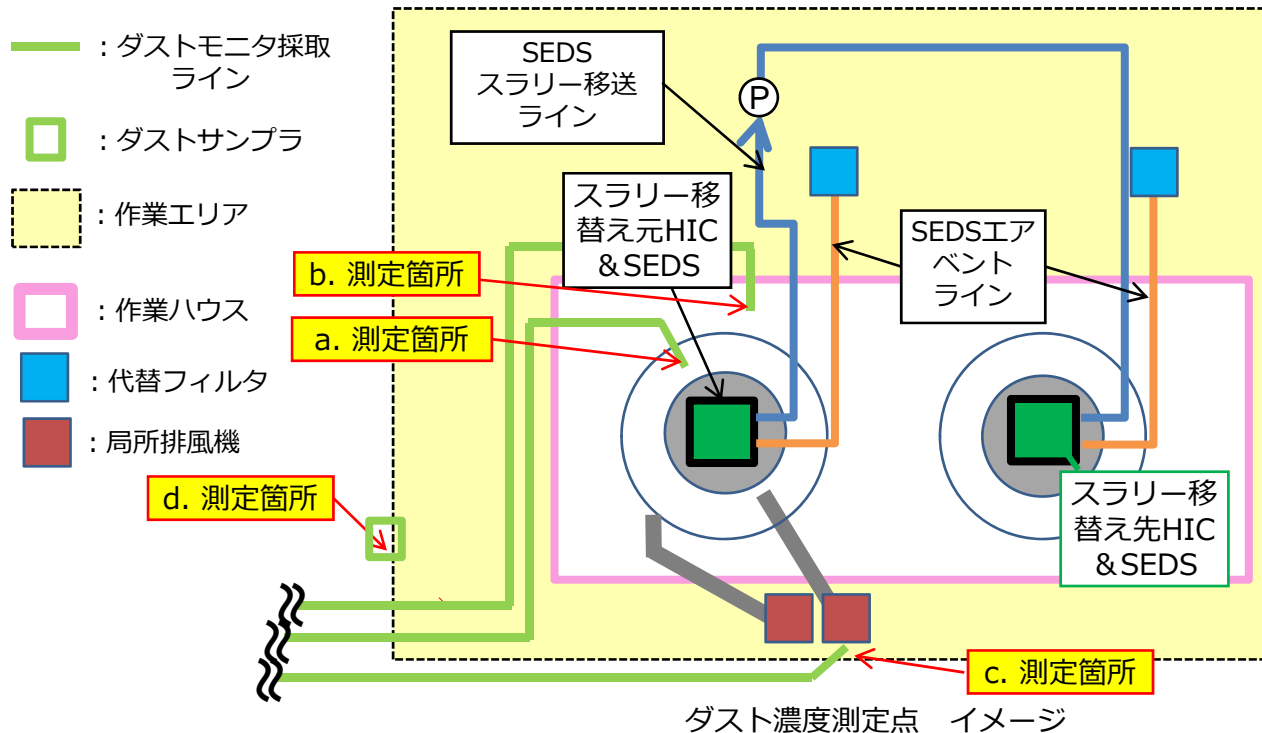 ：ダストモニタ採取
ライン
：ダストサンプラ
：作業エリア
：作業ハウス
：代替フィルタ
：局所排風機
SEDS
スラリー移送
ライン
P
スラリー移
替え元HIC
＆SEDS
SEDSエア
ベント
ライン
b. 測定箇所
a. 測定箇所
d. 測定箇所
スラリー移
替え先HIC
＆SEDS
c. 測定箇所
ダスト濃度測定点　イメージ